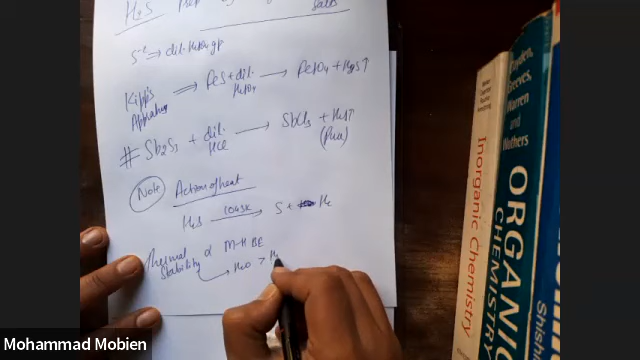 H2S Prep
salts
S-2 ⇒ dil. H2SO4 gp
Kipp's Apparatus ⇒ FeS + dil. H2SO4 → FeSO4 + H2S↑
# Sb2S3 + dil. HCl → SbCl3 + H2S↑
(Pure)
Note Action of heat
H2S → S + H2
Thermal stability α M-H BE
→ H2O > H
Inorganic Chemistry
Clayden, Greeves, Warren and Wothers
ORGANIC CHEMISTRY
Mohammad Mobien